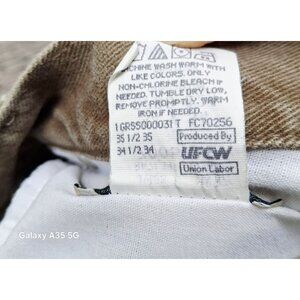 MACHINE WASH WARM WITH
LIKE COLORS. ONLY
NON-CHLORINE BLEACH IF
NEEDED. TUMBLE DRY LOW,
REMOVE PROMPTLY. WARM
IRON IF NEEDED.
1GR5S000031T FC70256
35 1/2 35 Produced By
34 1/2 34 UFCW
Union Labor
Galaxy A35 5G